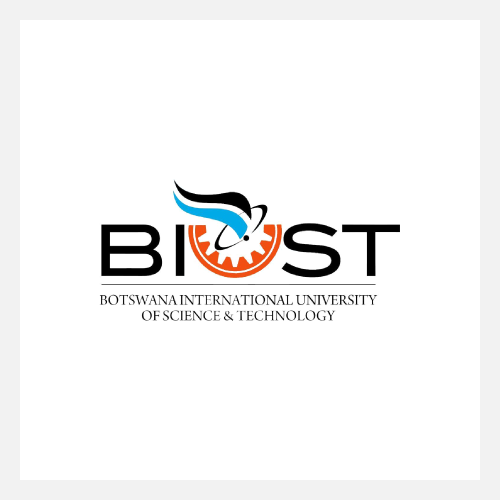 BIUST
BOTSWANA INTERNATIONAL UNIVERSITY
OF SCIENCE & TECHNOLOGY